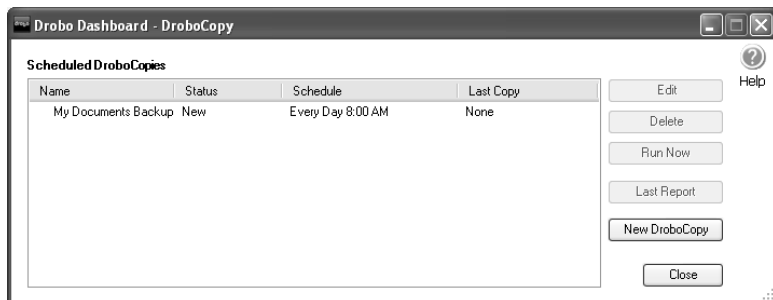 Drobo Dashboard - DroboCopy
Scheduled DroboCopies
Help
Name Status Schedule Last Copy
My Documents Backup New Every Day 8:00 AM None
Edit
Delete
Run Now
Last Report
New DroboCopy
Close